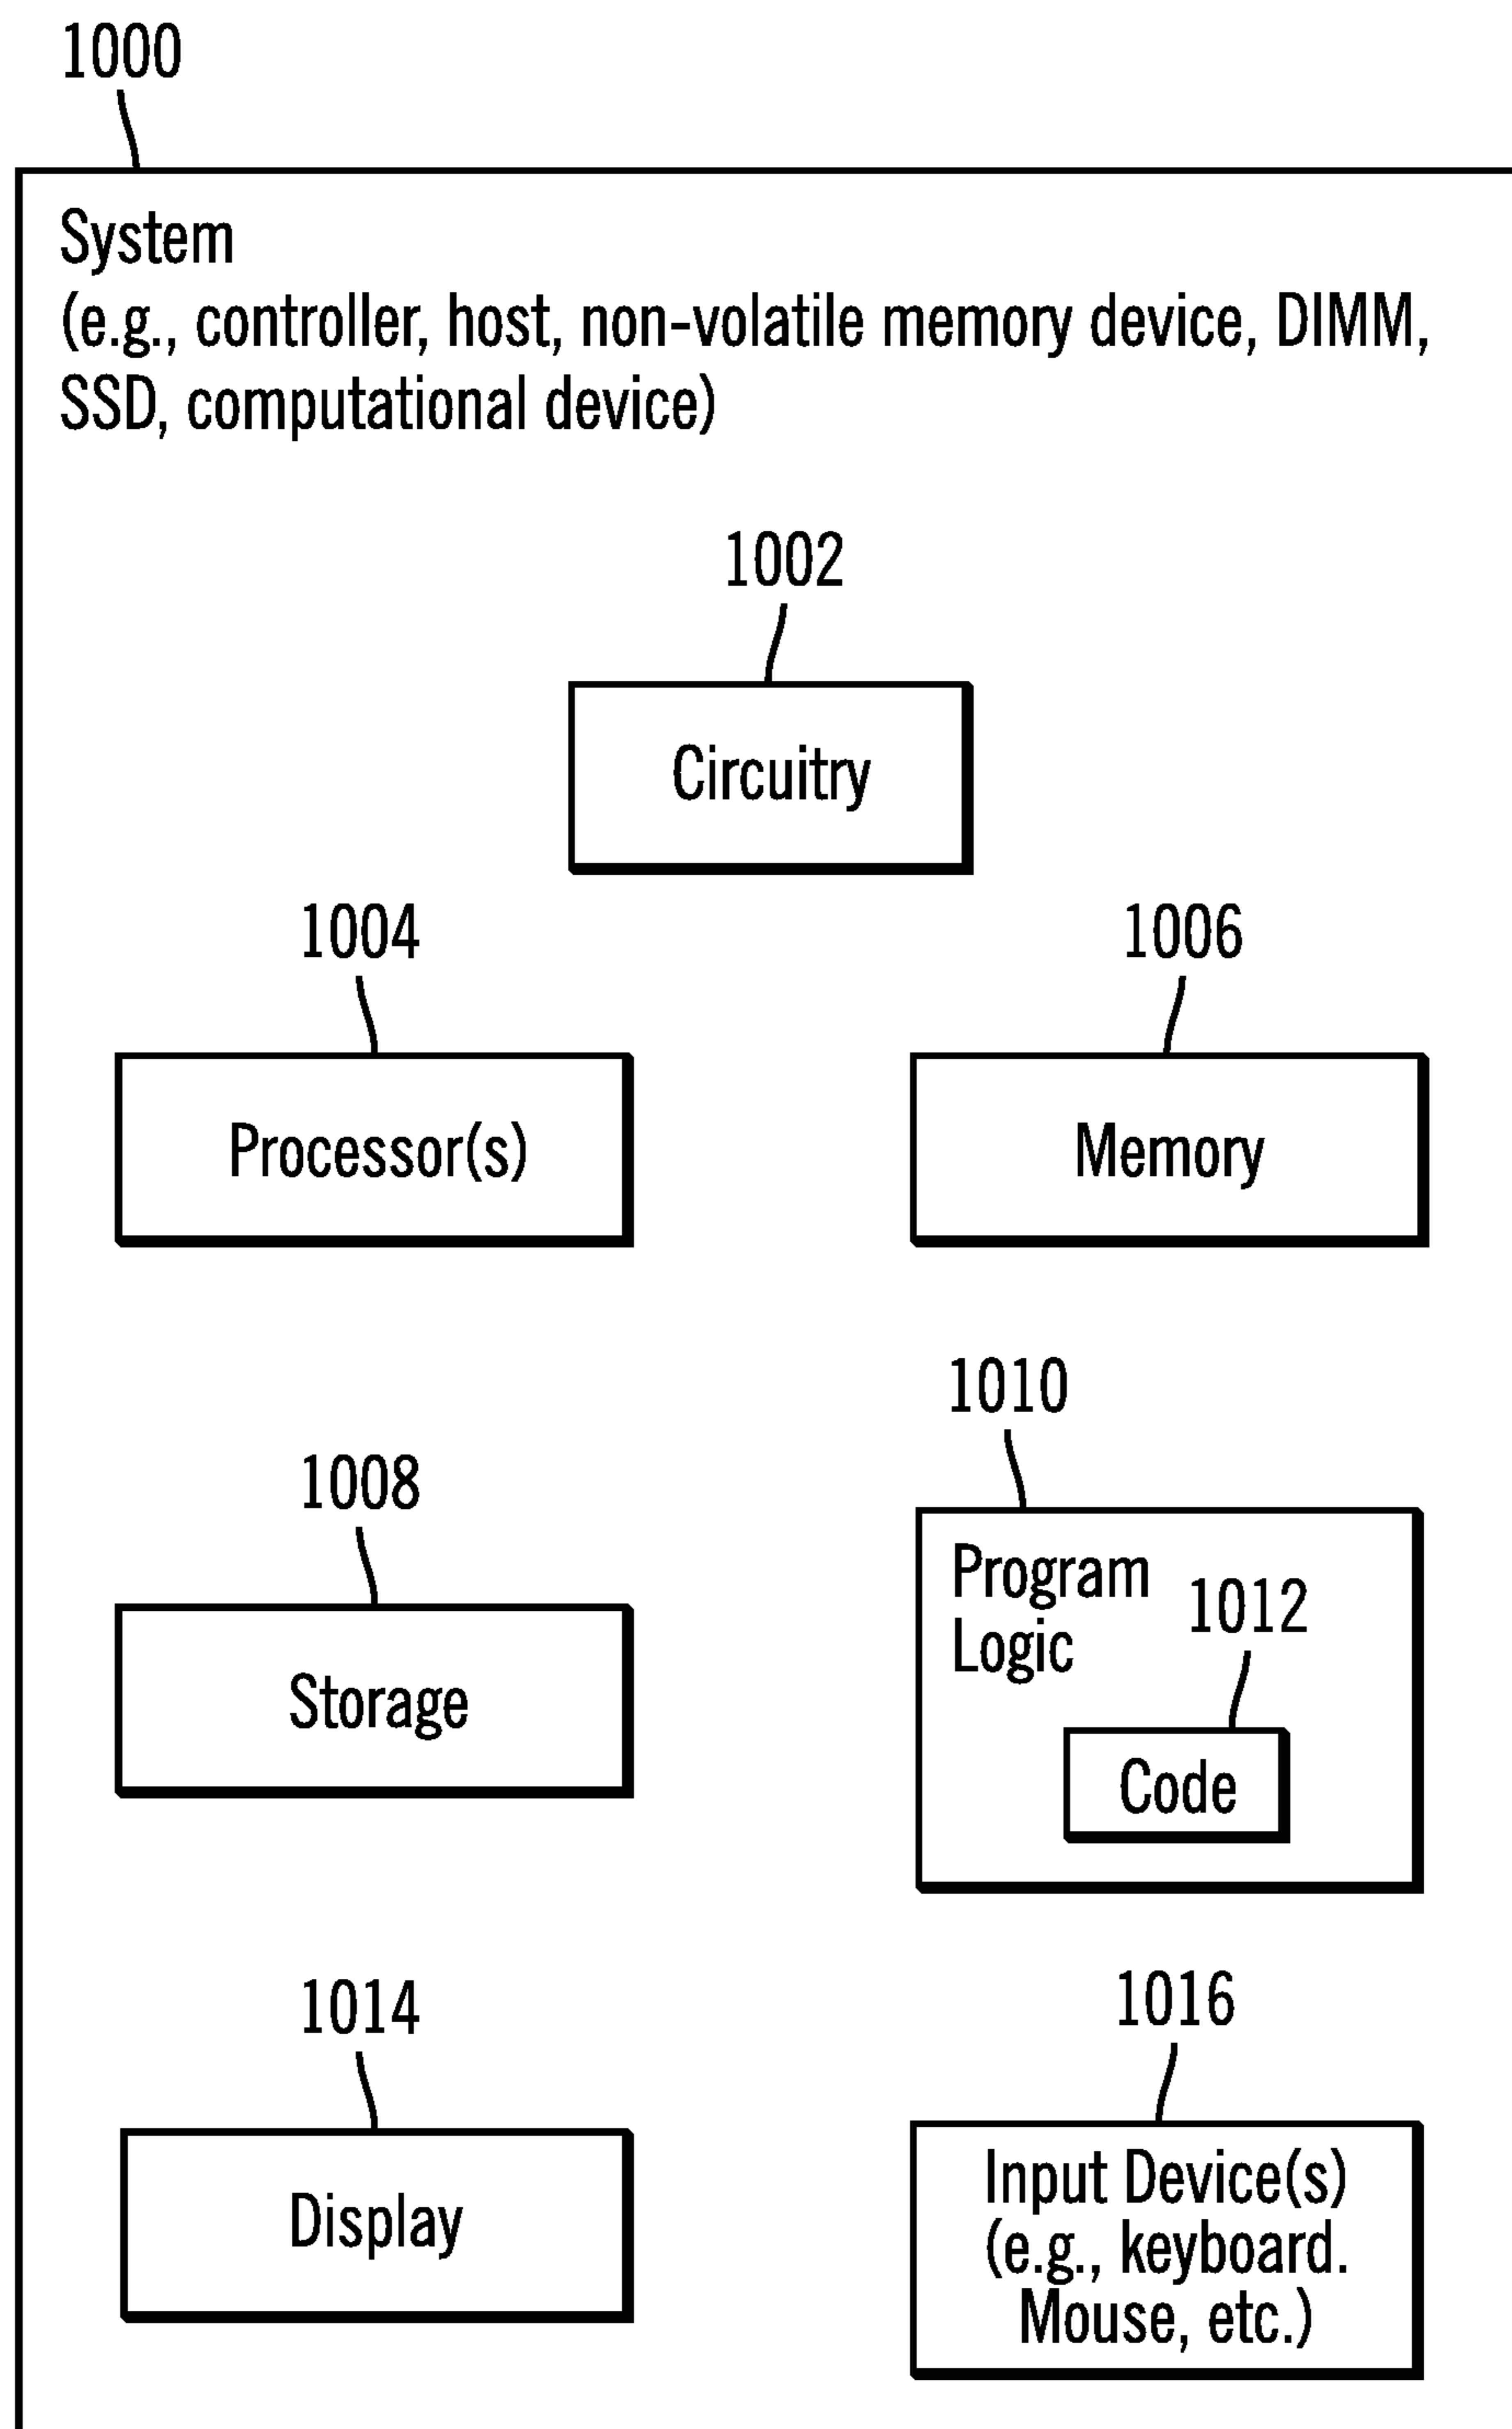 1000
System
(e.g., controller, host, non-volatile memory device, DIMM,
SSD, computational device)
1002
Circuitry
1004
1006
Processor(s)
Memory
1010
1008
Program
Logic
1012
Storage
Code
1014
1016
Display
Input Device(s)
(e.g., keyboard.
Mouse, etc.)